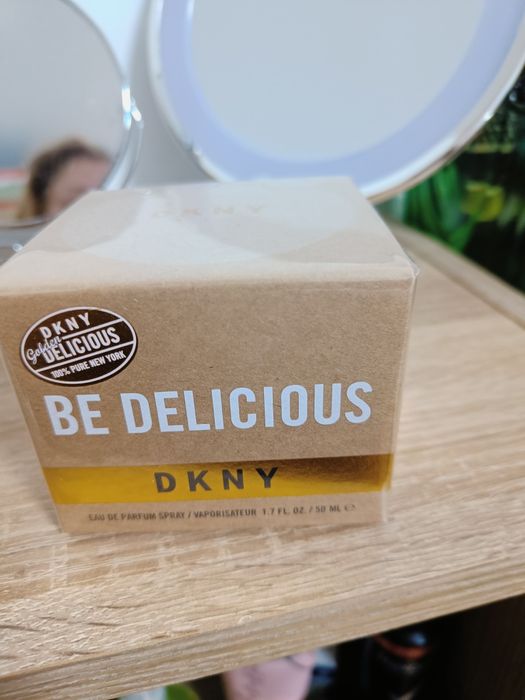 DKNY
DKNY
Golden
DELICIOUS
100% PURE NEW YORK
BE DELICIOUS
DKNY
EAU DE PARFUM SPRAY / VAPORISATEUR 1.7 FL. OZ. / 50 ML e